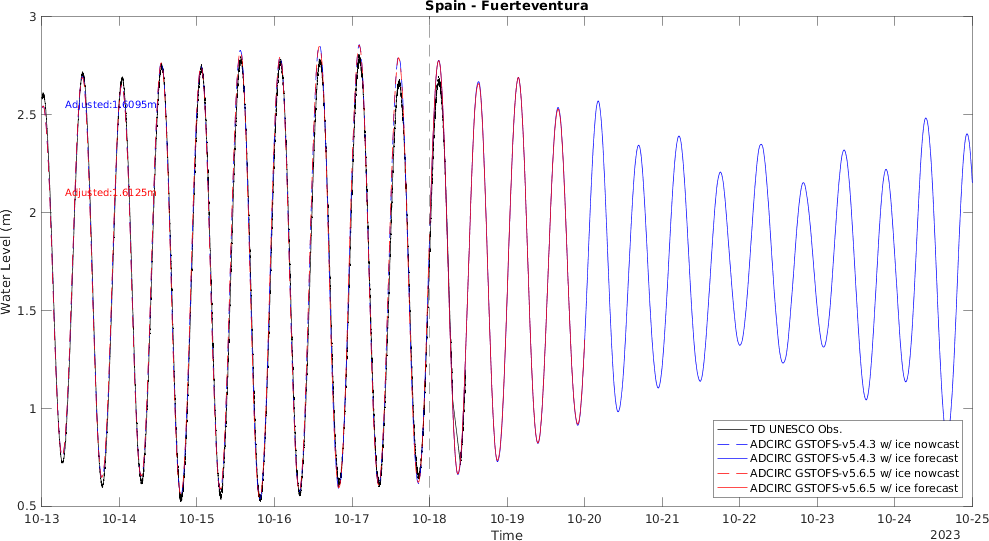 Spain - Fuerteventura
3
2.5
2
1.5
1
0.5
Water Level (m)
Adjusted:1.6095m
Adjusted:1.6125m
TD UNESCO Obs.
ADCIRC GSTOFS-v5.4.3 w/ ice nowcast
ADCIRC GSTOFS-v5.4.3 w/ ice forecast
ADCIRC GSTOFS-v5.6.5 w/ ice nowcast
ADCIRC GSTOFS-v5.6.5 w/ ice forecast
10-13 10-14 10-15 10-16 10-17 10-18 10-19 10-20 10-21 10-22 10-23 10-24 10-25
Time
2023